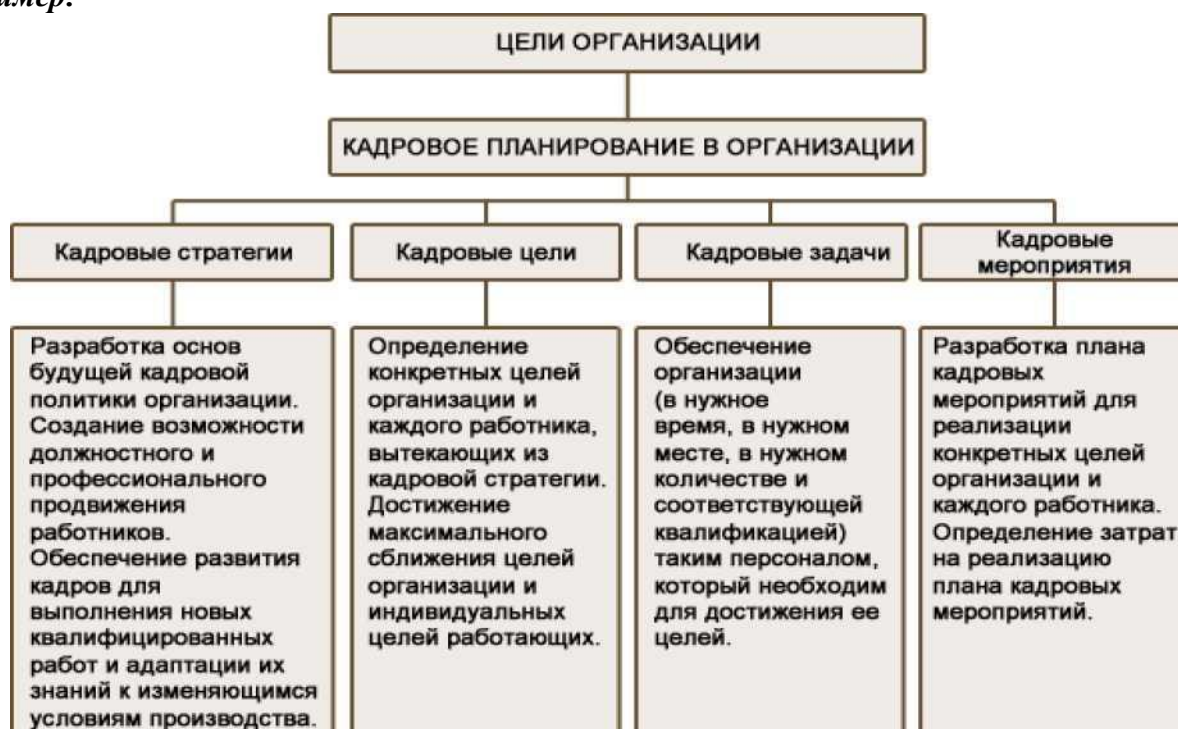 ЦЕЛИ ОРГАНИЗАЦИИ
КАДРОВОЕ ПЛАНИРОВАНИЕ В ОРГАНИЗАЦИИ
Кадровые стратегии
Разработка основ
будущей кадровой
политики организации.
Создание возможности
должностного и
профессионального
продвижения
работников.
Обеспечение развития
кадров для
выполнения новых
квалифицированных
работ и адаптации их
знаний к изменяющимся
условиям производства.
Кадровые цели
Определение
конкретных целей
организации и
каждого работника,
вытекающих из
кадровой стратегии.
Достижение
максимального
сближения целей
организации и
индивидуальных
целей работающих.
Кадровые задачи
Обеспечение
организации
(в нужное
время, в нужном
месте, в нужном
количестве и
соответствующей
квалификацией)
таким персоналом,
который необходим
для достижения ее
целей.
Кадровые
мероприятия
Разработка плана
кадровых
мероприятий для
реализации
конкретных целей
организации и
каждого работника.
Определение затрат
на реализацию
плана кадровых
мероприятий.